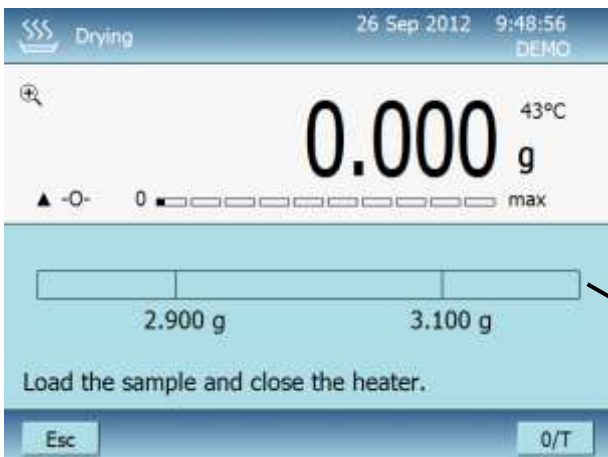 Drying 26 Sep 2012 9:48:56
DEMO
0.000 g 43°C
-0- 0 max
2.900 g 3.100 g
Load the sample and close the heater.
Esc 0/T